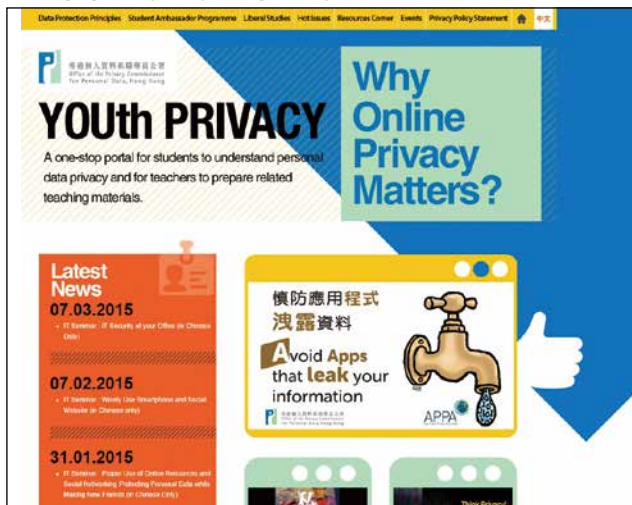 Data Protection Principles Student Ambassador Programme Liberal Studies Hot Issues Resources Corner Events Privacy Policy Statement 中文
香港個人資料私隱專員公署
Office of the Privacy Commissioner
for Personal Data, Hong Kong
YOUth PRIVACY
A one-stop portal for students to understand personal
data privacy and for teachers to prepare related
teaching materials.
Why
Online
Privacy
Matters?
Latest
News
07.03.2015
IT Seminar : IT Security at your Office (in Chinese
Only)
07.02.2015
IT Seminar : Wisely Use Smartphone and Social
Website (in Chinese only)
31.01.2015
IT Seminar : Proper Use of Online Resources and
Social Networking Protecting Personal Data while
Making New Friends (in Chinese Only)
慎防應用程式
洩露資料
Avoid Apps
that leak your
information
香港個人資料私隱專員公署
Office of the Privacy Commissioner
for Personal Data, Hong Kong
APPA
Think Privacy!